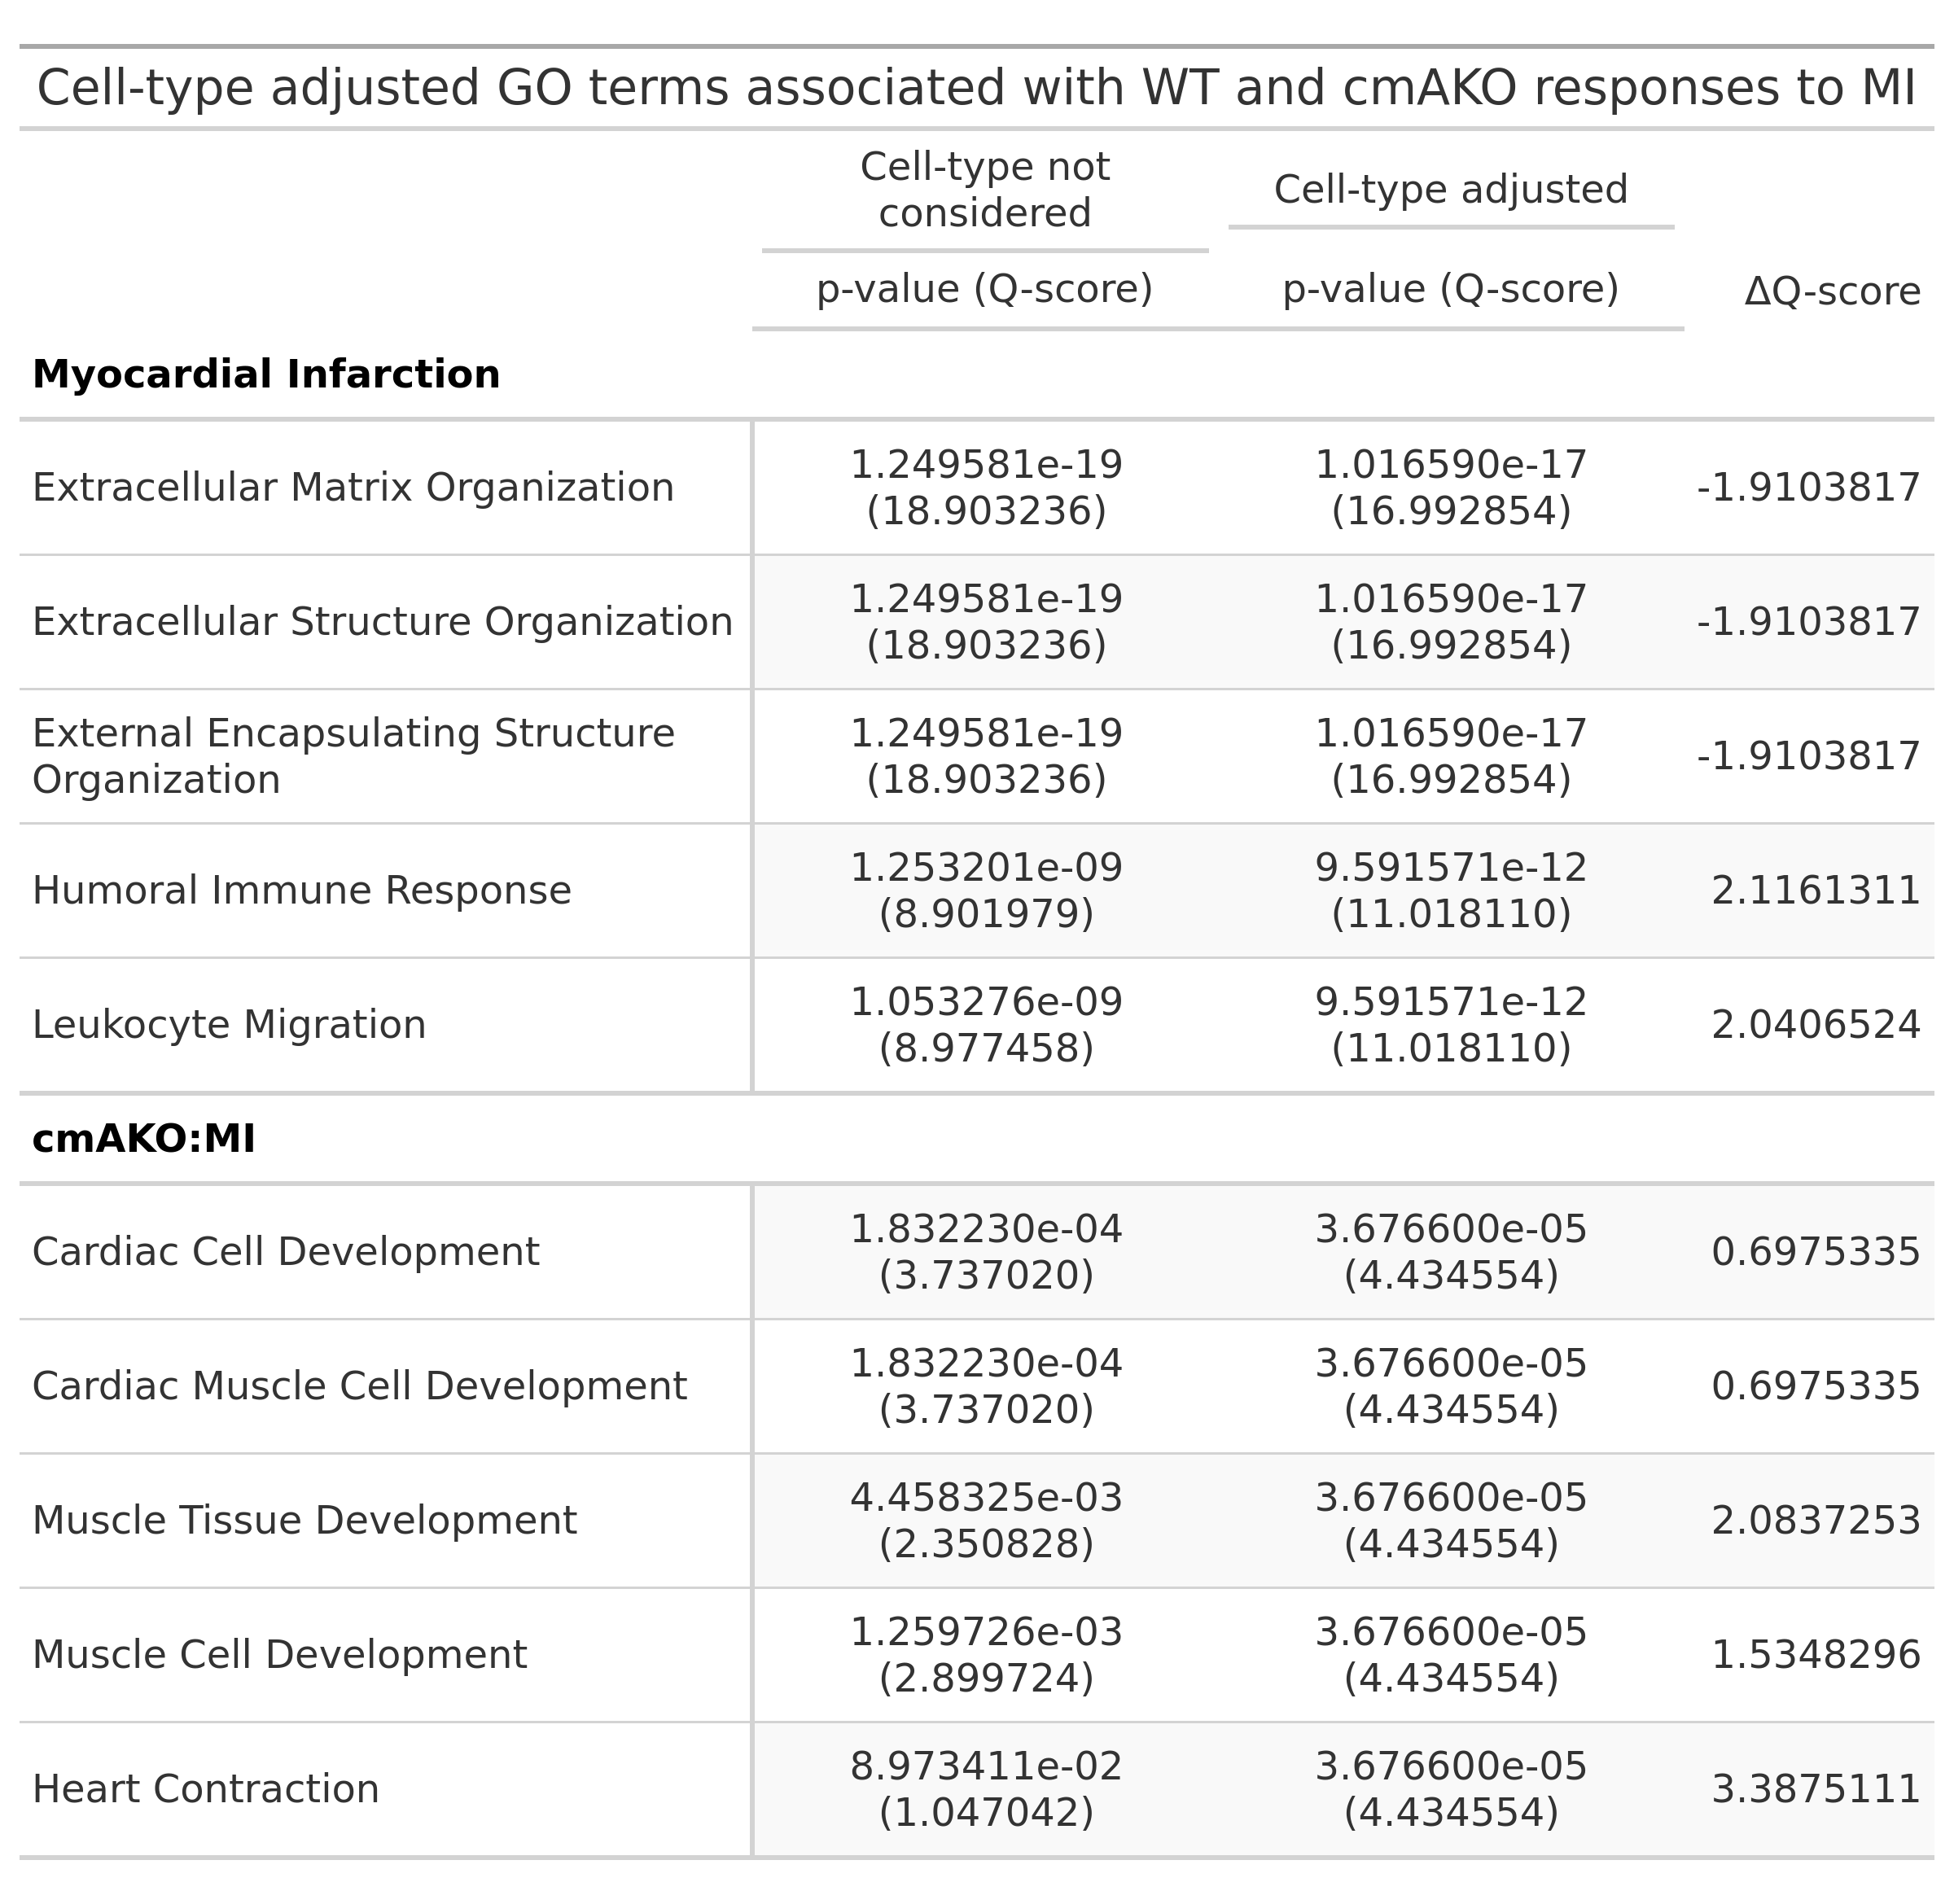 Cell-type adjusted GO terms associated with WT and cmAKO responses to MI
Cell-type not
considered
Cell-type adjusted
p-value (Q-score)
p-value (Q-score)
ΔQ-score
Myocardial Infarction
Extracellular Matrix Organization
1.249581e-19
(18.903236)
1.016590e-17
(16.992854)
-1.9103817
Extracellular Structure Organization
1.249581e-19
(18.903236)
1.016590e-17
(16.992854)
-1.9103817
External Encapsulating Structure
Organization
1.249581e-19
(18.903236)
1.016590e-17
(16.992854)
-1.9103817
Humoral Immune Response
1.253201e-09
(8.901979)
9.591571e-12
(11.018110)
2.1161311
Leukocyte Migration
1.053276e-09
(8.977458)
9.591571e-12
(11.018110)
2.0406524
cmAKO:MI
Cardiac Cell Development
1.832230e-04
(3.737020)
3.676600e-05
(4.434554)
0.6975335
Cardiac Muscle Cell Development
1.832230e-04
(3.737020)
3.676600e-05
(4.434554)
0.6975335
Muscle Tissue Development
4.458325e-03
(2.350828)
3.676600e-05
(4.434554)
2.0837253
Muscle Cell Development
1.259726e-03
(2.899724)
3.676600e-05
(4.434554)
1.5348296
Heart Contraction
8.973411e-02
(1.047042)
3.676600e-05
(4.434554)
3.3875111